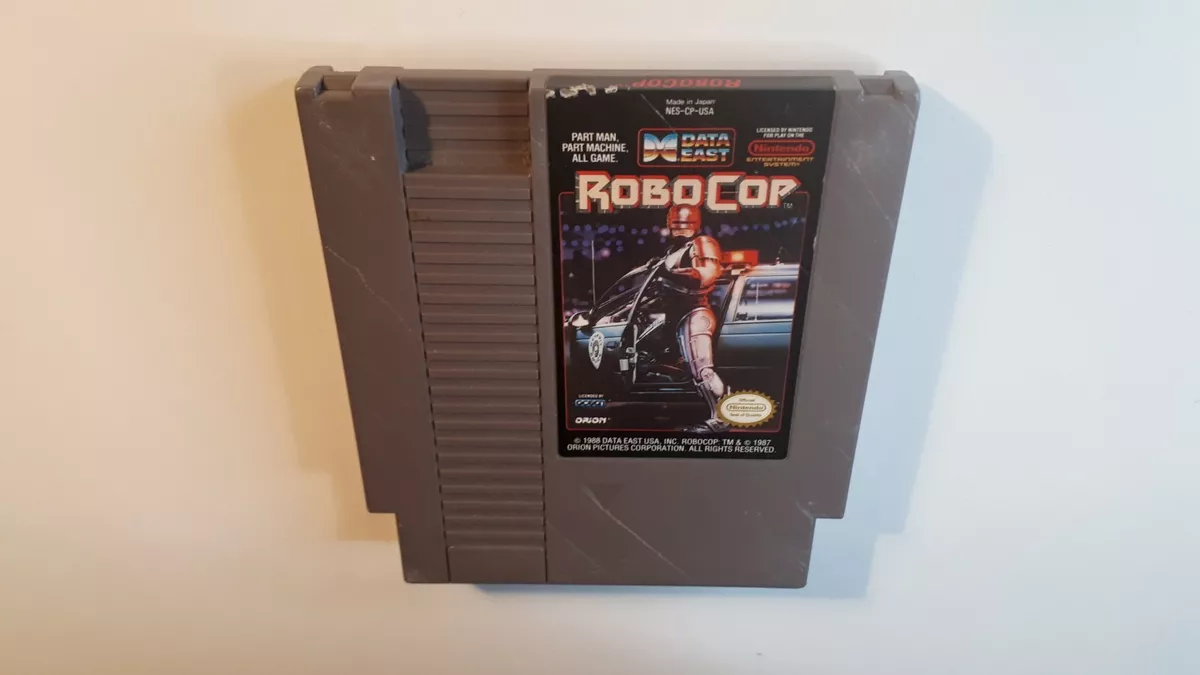 ROBOCOP
Made in Japan
NES-CP-USA
PART MAN,
PART MACHINE,
ALL GAME.
DATA
EAST
LICENSED BY NINTENDO
FOR PLAY ON THE
Nintendo
ENTERTAINMENT
SYSTEM
ROBOCOP TM
LICENSED BY
ocean
ORION
Official
Nintendo
Seal of Quality
© 1988 DATA EAST USA, INC. ROBOCOP: TM & © 1987
ORION PICTURES CORPORATION. ALL RIGHTS RESERVED.